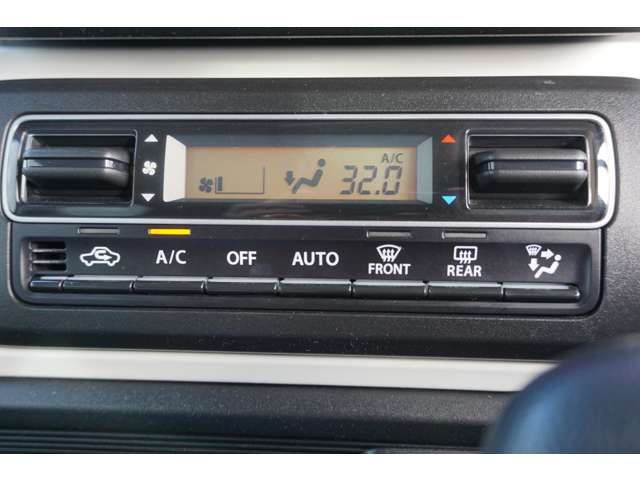 A/C
32.0
A/C OFF AUTO FRONT REAR